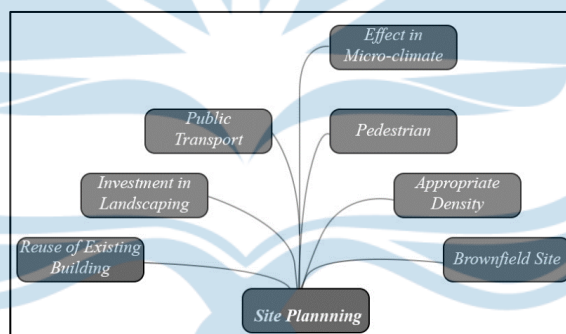 Effect in
Micro-climate
Public
Transport
Pedestrian
Investment in
Landscaping
Appropriate
Density
Reuse of Existing
Building
Brownfield Site
Site Plannning